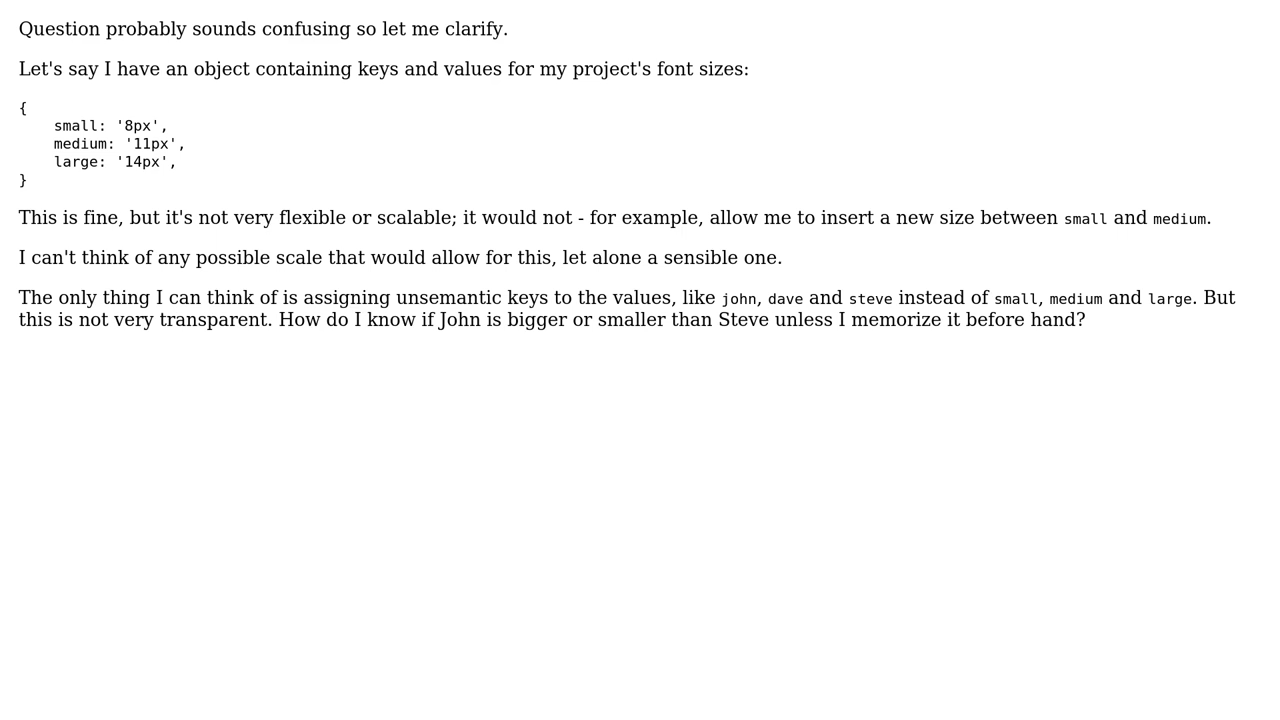 Question probably sounds confusing so let me clarify.
Let's say I have an object containing keys and values for my project's font sizes:
{
    small: '8px',
    medium: '11px',
    large: '14px',
}
This is fine, but it's not very flexible or scalable; it would not - for example, allow me to insert a new size between small and medium.
I can't think of any possible scale that would allow for this, let alone a sensible one.
The only thing I can think of is assigning unsemantic keys to the values, like john, dave and steve instead of small, medium and large. But
this is not very transparent. How do I know if John is bigger or smaller than Steve unless I memorize it before hand?